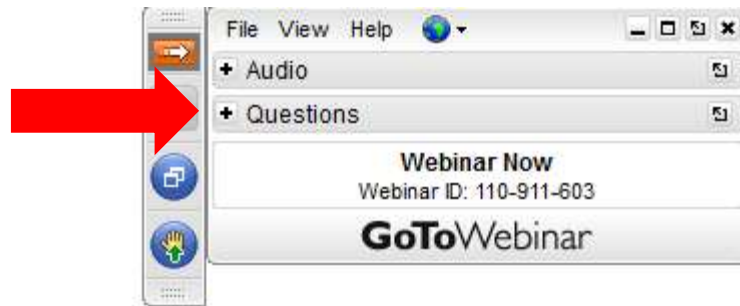 File View Help
Audio
Questions
Webinar Now
Webinar ID: 110-911-603
GoToWebinar